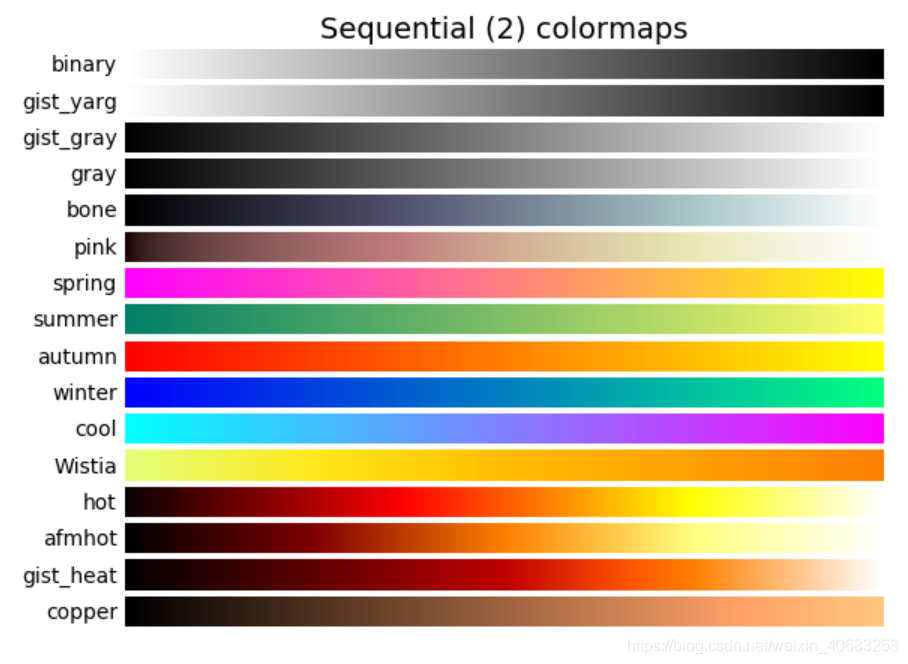 Sequential (2) colormaps
binary
gist_yarg
gist_gray
gray
bone
pink
spring
summer
autumn
winter
cool
Wistia
hot
afmhot
gist_heat
copper
https://blog.csdn.net/weixin_40683253